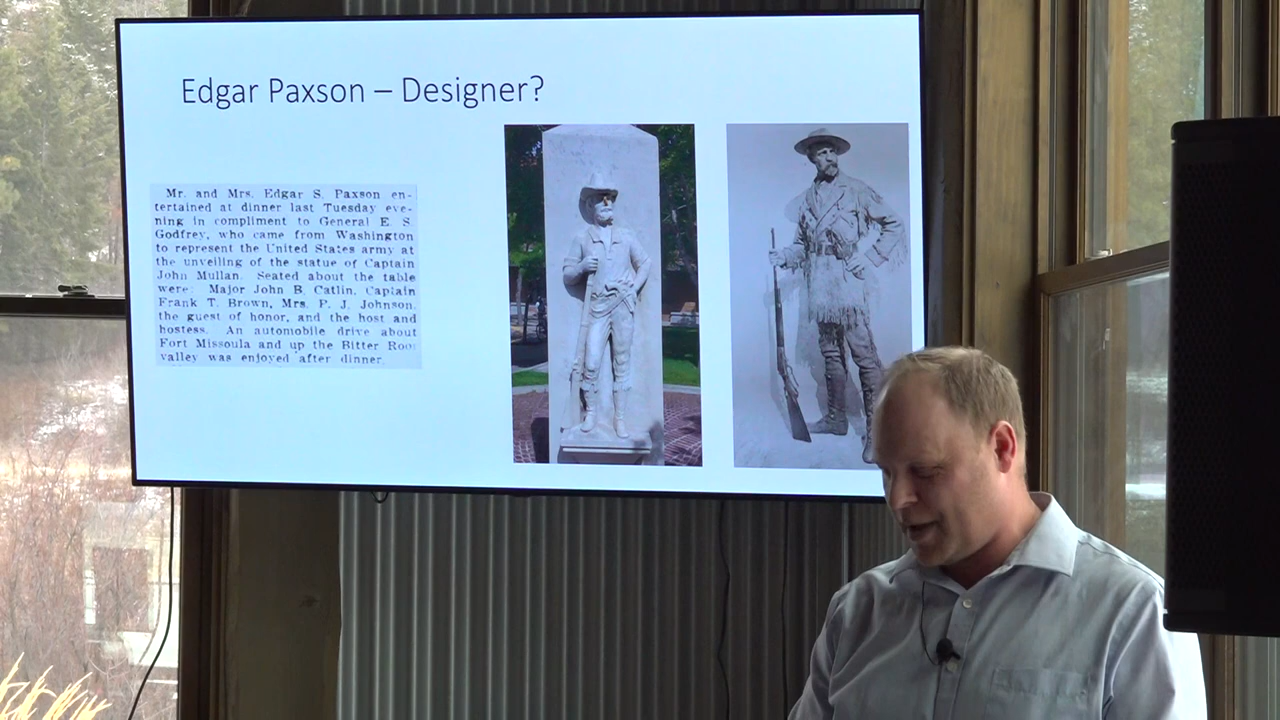 Edgar Paxson – Designer?
Mr. and Mrs. Edgar S. Paxson en-
tertained at dinner last Tuesday eve-
ning in compliment to General E. S.
Godfrey, who came from Washington
to represent the United States army at
the unveiling of the statue of Captain
John Mullan. Seated about the table
were: Major John B. Catlin, Captain
Frank T. Brown, Mrs. P. J. Johnson,
the guest of honor, and the host and
hostess. An automobile drive about
Fort Missoula and up the Bitter Root
valley was enjoyed after dinner.